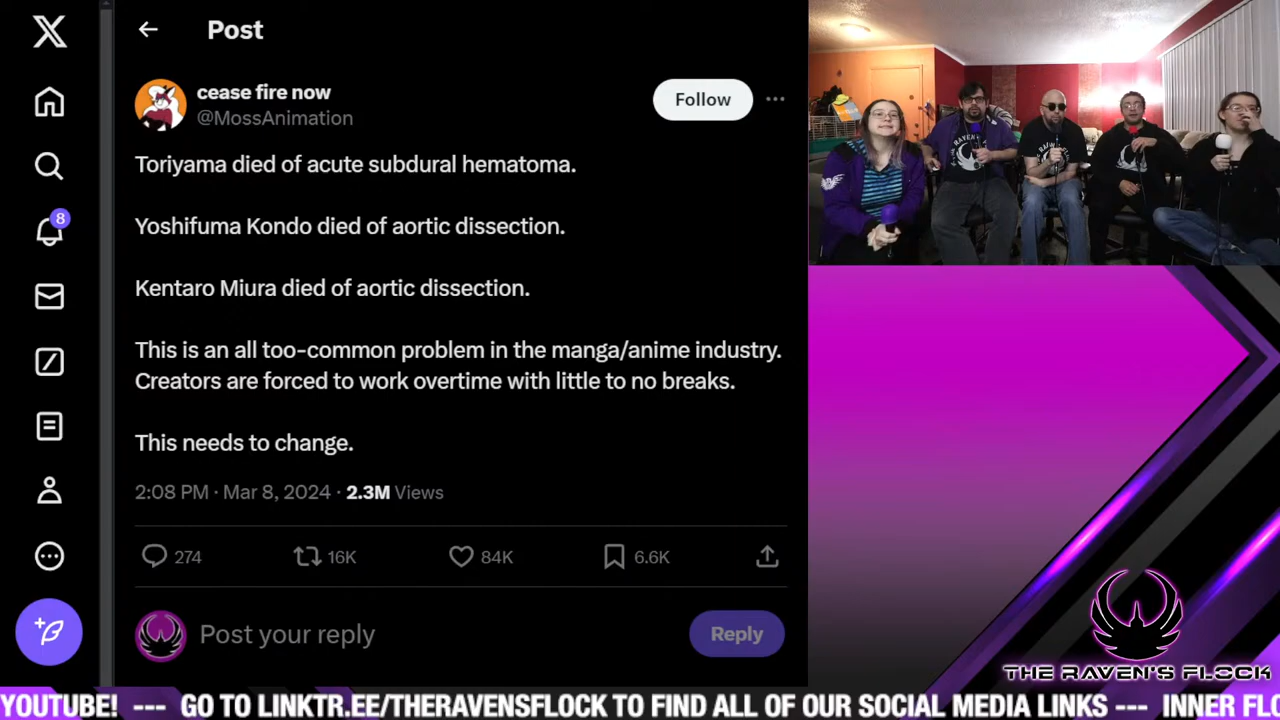 Post
cease fire now
@MossAnimation
Follow
Toriyama died of acute subdural hematoma.
Yoshifuma Kondo died of aortic dissection.
Kentaro Miura died of aortic dissection.
This is an all too-common problem in the manga/anime industry.
Creators are forced to work overtime with little to no breaks.
This needs to change.
2:08 PM · Mar 8, 2024 · 2.3M Views
274 16K 84K 6.6K
Post your reply
Reply
8
THE RAVEN'S FLOCK
YOUTUBE! --- GO TO LINKTR.EE/THERAVENSFLOCK TO FIND ALL OF OUR SOCIAL MEDIA LINKS --- INNER FLO